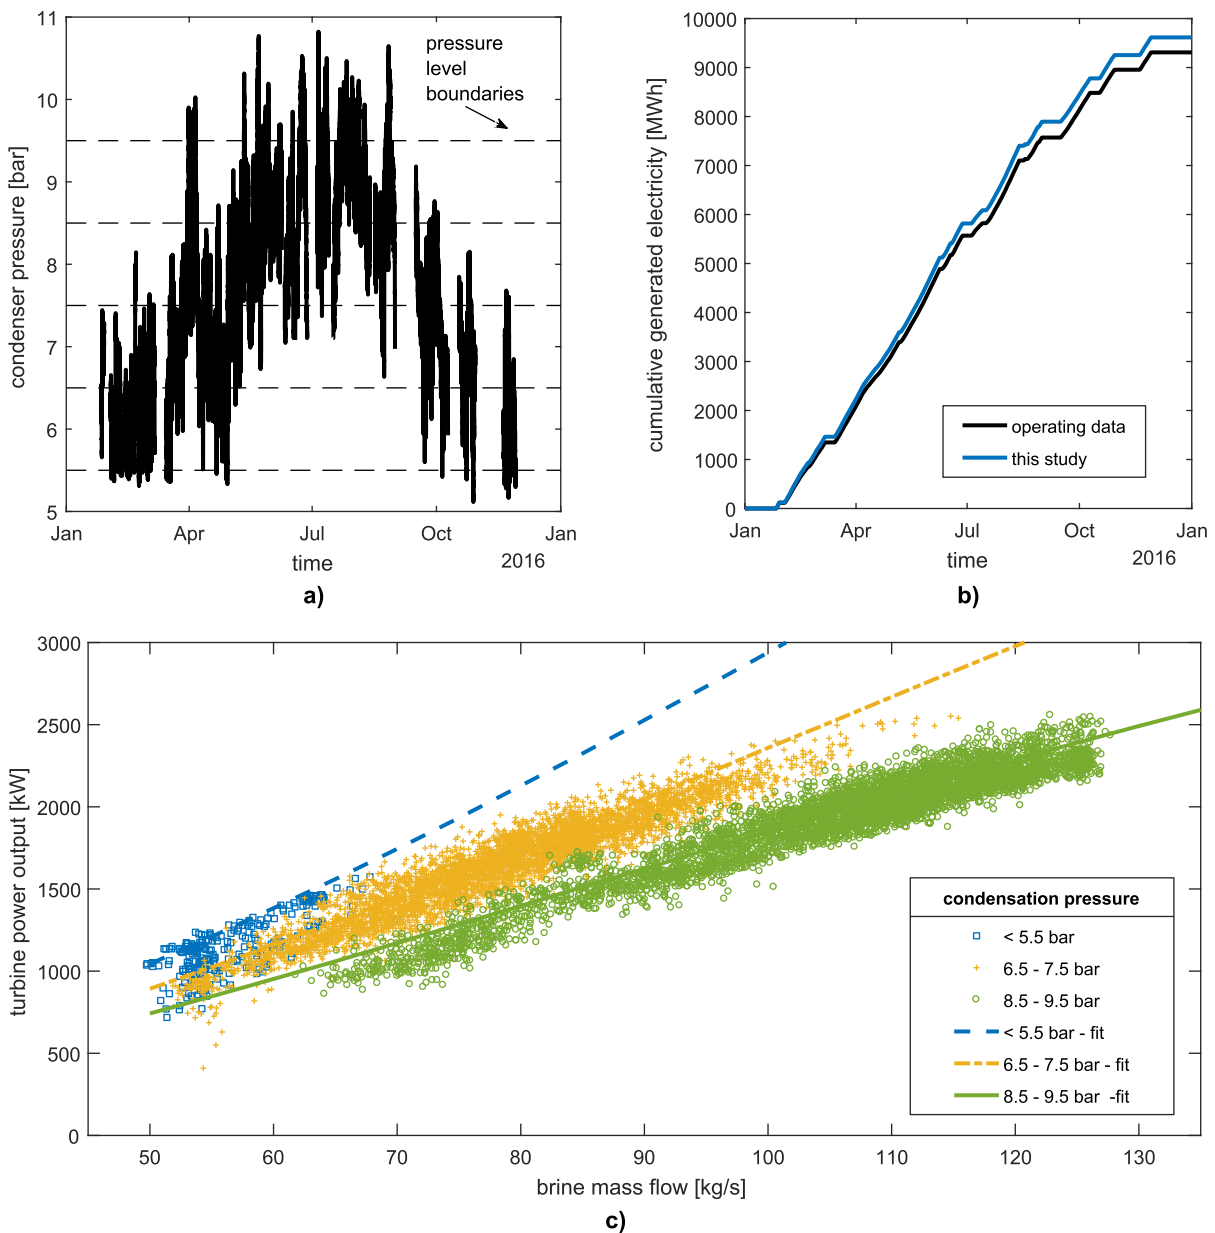 11
10
9
8
7
6
5
condenser pressure [bar]
pressure
level
boundaries
Jan
Apr
Jul
Oct
Jan
time
2016
a)
10000
9000
8000
7000
6000
5000
4000
3000
2000
1000
0
cumulative generated electricity [MWh]
operating data
this study
Jan
Apr
Jul
Oct
Jan
time
2016
b)
3000
2500
2000
1500
1000
500
0
turbine power output [kW]
condensation pressure
< 5.5 bar
6.5 - 7.5 bar
8.5 - 9.5 bar
< 5.5 bar - fit
6.5 - 7.5 bar - fit
8.5 - 9.5 bar -fit
50
60
70
80
90
100
110
120
130
brine mass flow [kg/s]
c)